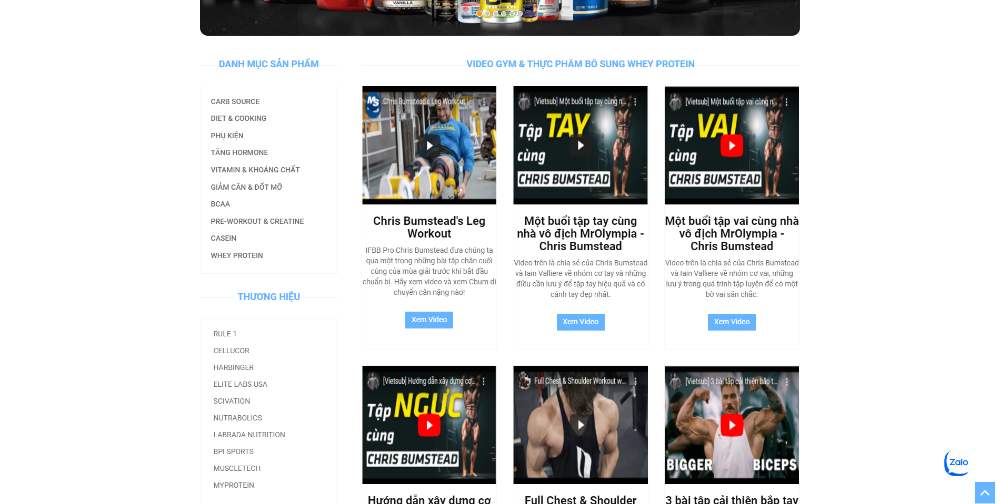 VANILLA
GOURMET VANILLA
DANH MỤC SẢN PHẨM
CARB SOURCE
DIET & COOKING
PHỤ KIỆN
TĂNG HORMONE
VITAMIN & KHOÁNG CHẤT
GIẢM CÂN & ĐỐT MỠ
BCAA
PRE-WORKOUT & CREATINE
CASEIN
WHEY PROTEIN
THƯƠNG HIỆU
RULE 1
CELLUCOR
HARBINGER
ELITE LABS USA
SCIVATION
NUTRABOLICS
LABRADA NUTRITION
BPI SPORTS
MUSCLETECH
MYPROTEIN
VIDEO GYM & THỰC PHẨM BỔ SUNG WHEY PROTEIN
MS
Chris Bumstead's Leg Workout | ...
Chris Bumstead's Leg
Workout
IFBB Pro Chris Bumstead đưa chúng ta
qua một trong những bài tập chân cuối
cùng của mùa giải trước khi bắt đầu
chuẩn bị. Hãy xem video và xem Cbum di
chuyển cân nặng nào!
Xem Video
[Vietsub] Một buổi tập tay cùng n...
Tập TAY
cùng
CHRIS BUMSTEAD
Một buổi tập tay cùng
nhà vô địch MrOlympia -
Chris Bumstead
Video trên là chia sẻ của Chris Bumstead
và Iain Valliere về nhóm cơ tay và những
điều cần lưu ý để tập tay hiệu quả và có
cánh tay đẹp nhất.
Xem Video
[Vietsub] Một buổi tập vai cùng n...
Tập VAI
cùng
CHRIS BUMSTEAD
Một buổi tập vai cùng nhà
vô địch MrOlympia -
Chris Bumstead
Video trên là chia sẻ của Chris Bumstead
và Iain Valliere về nhóm cơ vai, những
lưu ý trong quá trình tập luyện để có một
bờ vai săn chắc.
Xem Video
[Vietsub] Hướng dẫn xây dựng cơ...
Tập NGỰC
cùng
CHRIS BUMSTEAD
Hướng dẫn xây dựng cơ
Full Chest & Shoulder Workout w...
Full Chest & Shoulder
[Vietsub] 3 bài tập cải thiện bắp t...
BIGGER BICEPS
3 bài tập cải thiện bắp tay
Zalo